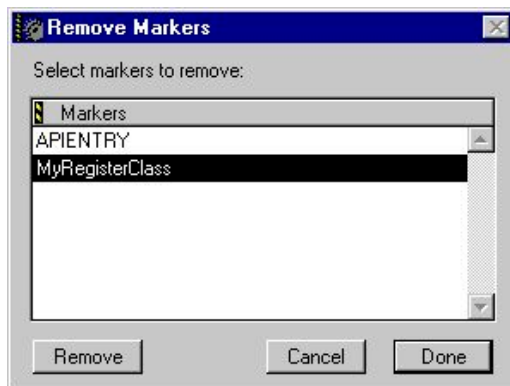 Remove Markers
Select markers to remove:
Markers
APIENTRY
MyRegisterClass
Remove Cancel Done